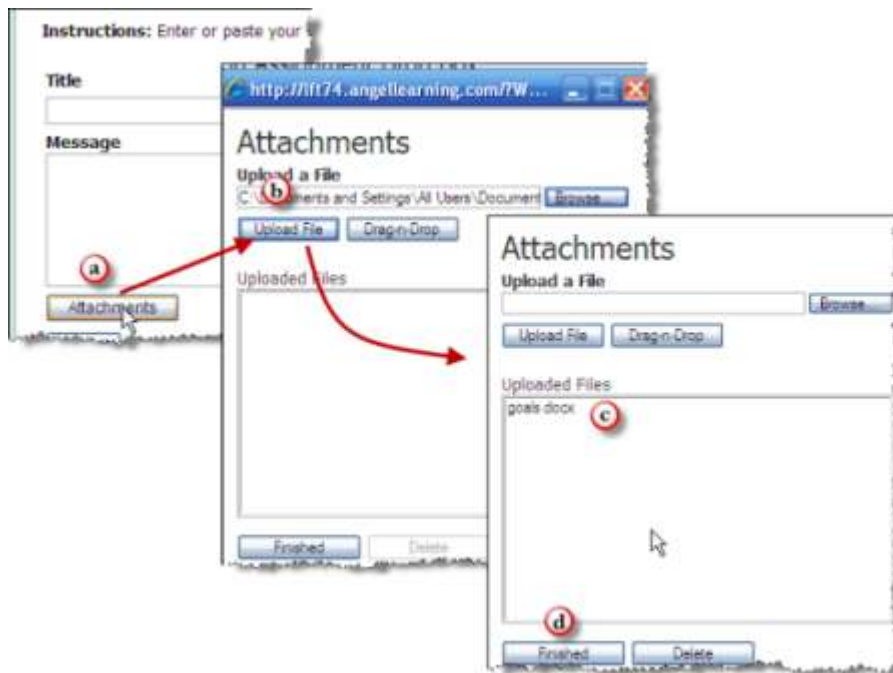 Instructions: Enter or paste your
Title
Message
a
Attachments
http://lft74.angellearning.com/?W...
Attachments
Upload a File
b
C:\ and Settings\All Users\Document Browse...
Upload File Drag-n-Drop
Uploaded Files
Finished Delete
Attachments
Upload a File
Browse...
Upload File Drag-n-Drop
Uploaded Files
goals.docx
c
d
Finished Delete